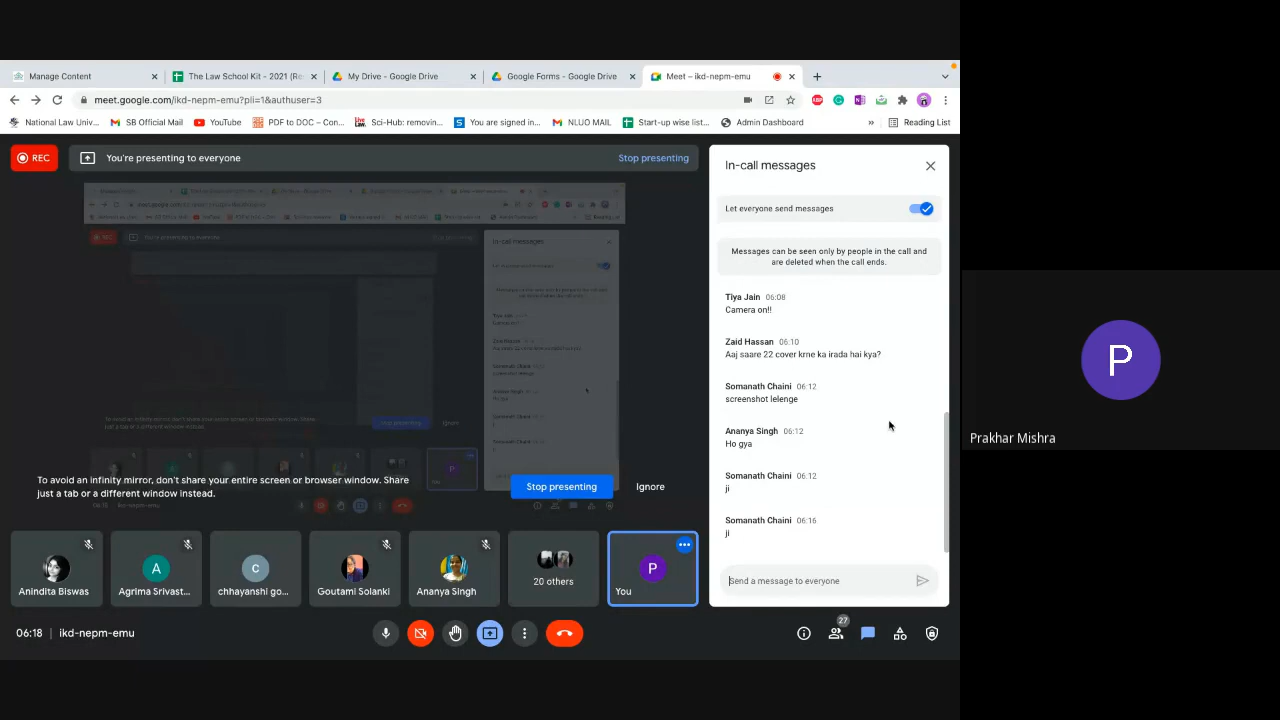 Manage Content
The Law School Kit - 2021 (Re
My Drive - Google Drive
Google Forms - Google Drive
Meet – ikd-nepm-emu
meet.google.com/ikd-nepm-emu?pli=1&authuser=3
National Law Univ...
SB Official Mail
YouTube
PDF to DOC – Con...
Sci-Hub: removin...
You are signed in...
NLUO MAIL
Start-up wise list...
Admin Dashboard
»
Reading List
REC
You're presenting to everyone
Stop presenting
In-call messages
Let everyone send messages
Messages can be seen only by people in the call and
are deleted when the call ends.
Tiya Jain 06:08
Camera on!!
Zaid Hassan 06:10
Aaj saare 22 cover krne ka irada hai kya?
Somanath Chaini 06:12
screenshot lelenge
Ananya Singh 06:12
Ho gya
Somanath Chaini 06:12
ji
Somanath Chaini 06:16
ji
Send a message to everyone
To avoid an infinity mirror, don't share your entire screen or browser window. Share
just a tab or a different window instead.
Stop presenting
Ignore
Anindita Biswas
A
Agrima Srivast...
c
chhayanshi go...
Goutami Solanki
Ananya Singh
20 others
P
You
06:18 | ikd-nepm-emu
27
P
Prakhar Mishra